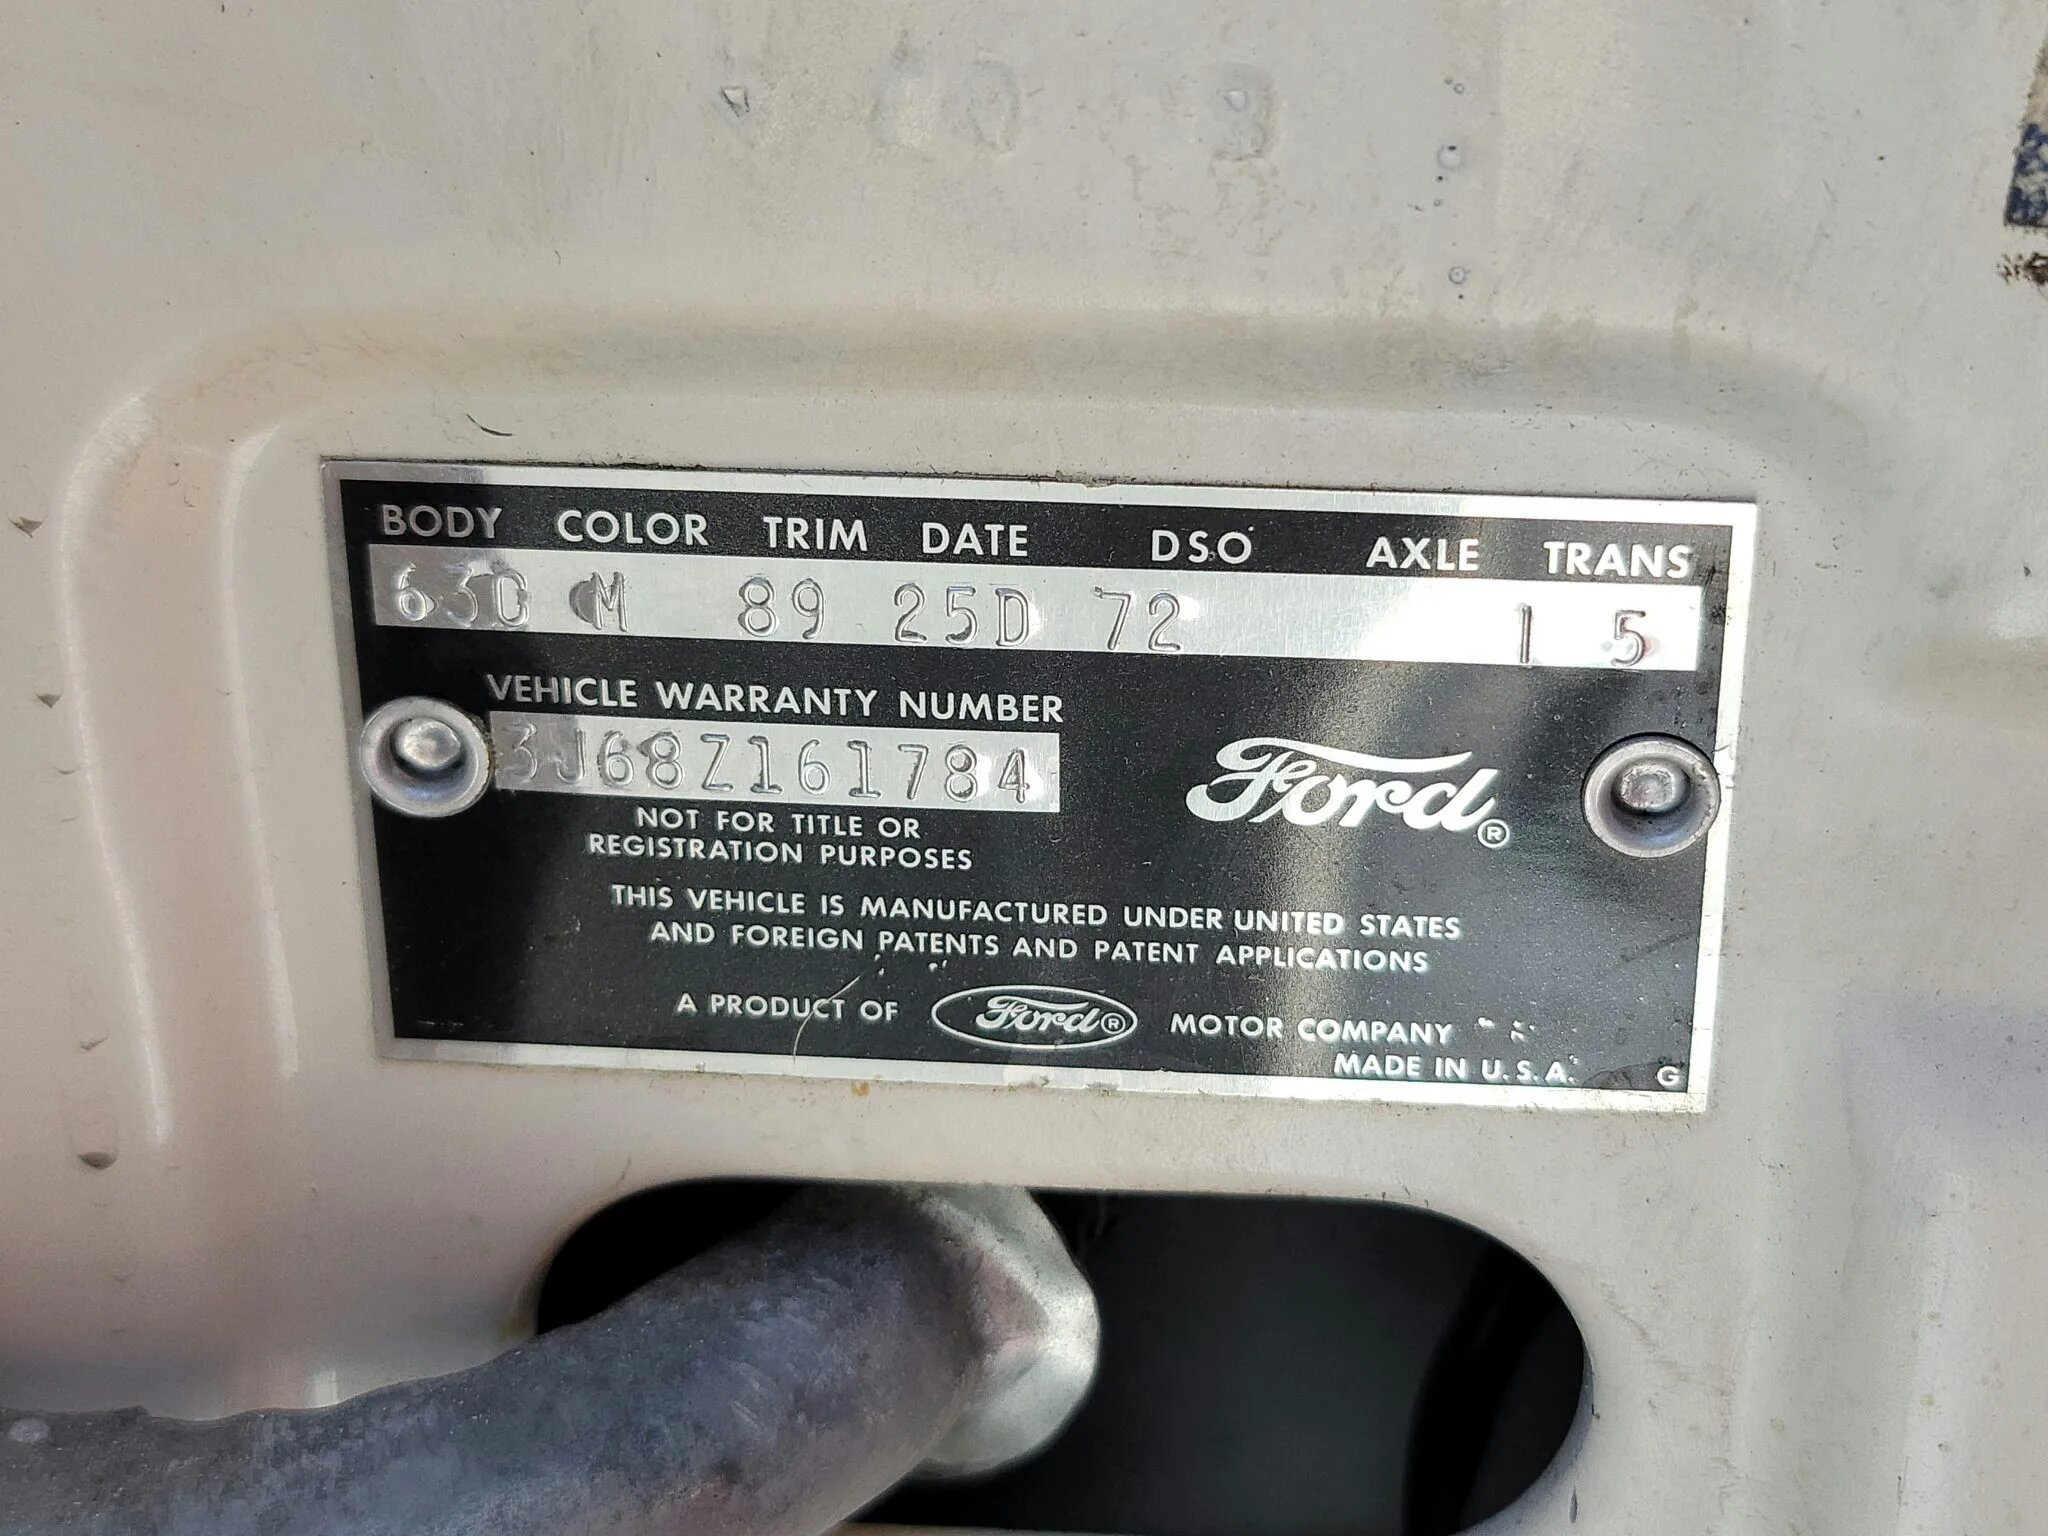 BODY COLOR TRIM DATE DSO AXLE TRANS
63D M 89 25D 72 1 5
VEHICLE WARRANTY NUMBER
3J68Z161784
Ford®
NOT FOR TITLE OR
REGISTRATION PURPOSES
THIS VEHICLE IS MANUFACTURED UNDER UNITED STATES
AND FOREIGN PATENTS AND PATENT APPLICATIONS
A PRODUCT OF Ford® MOTOR COMPANY
MADE IN U.S.A. G